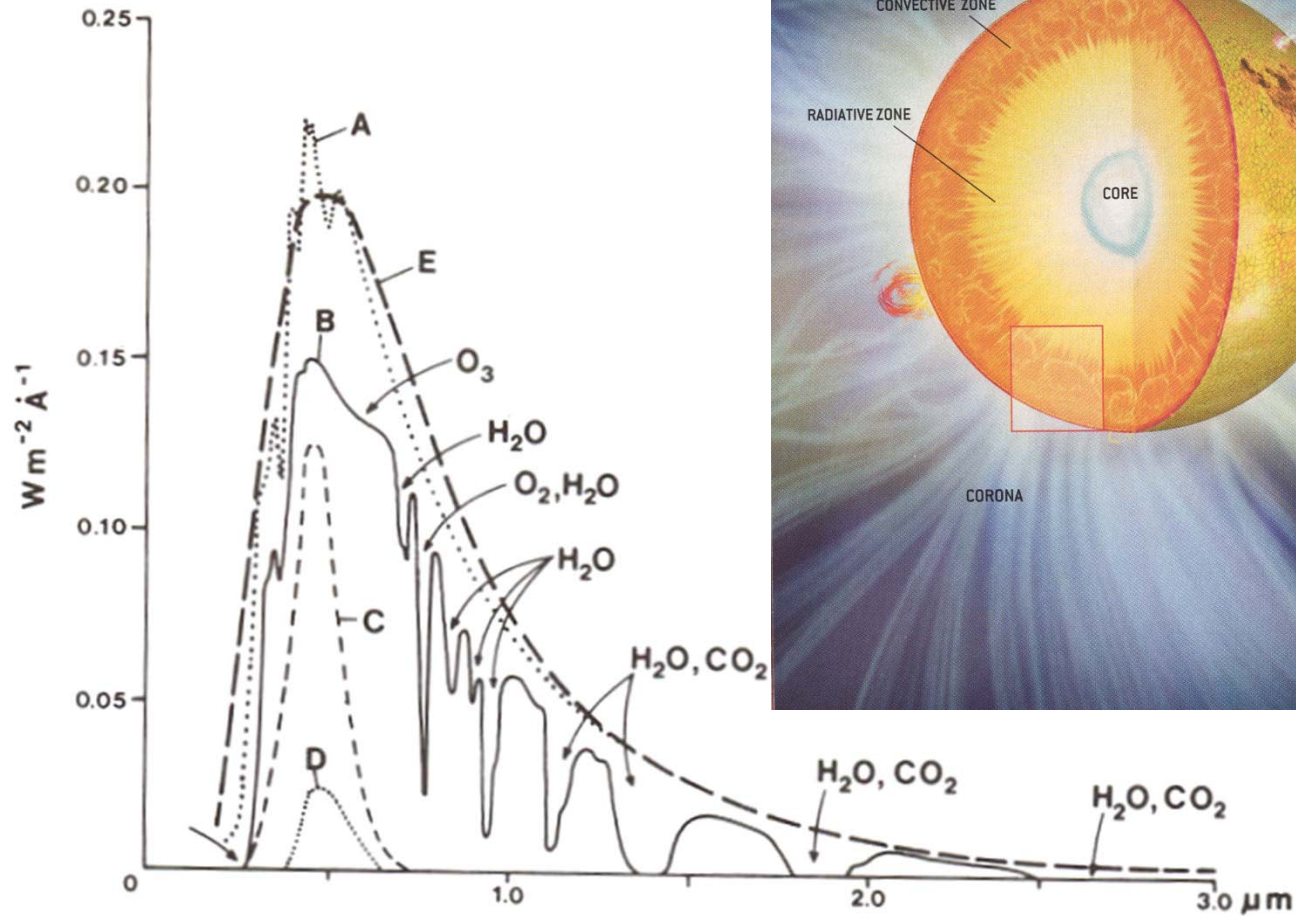 0.25
0.20
0.15
0.10
0.05
0
1.0
2.0
3.0 μm
Wm⁻² Å⁻¹
A
E
B
O₃
H₂O
O₂,H₂O
H₂O
C
H₂O,CO₂
D
H₂O, CO₂
H₂O,CO₂
CONVECTIVE ZONE
RADIATIVE ZONE
CORE
CORONA